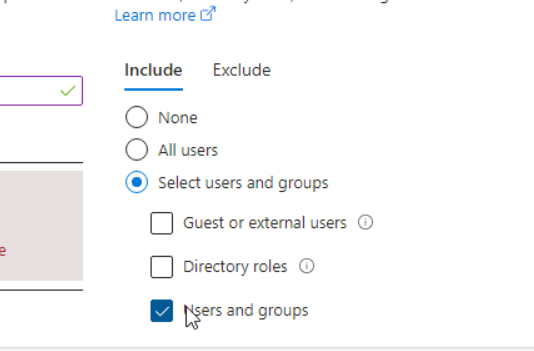 Learn more
Include Exclude
None
All users
Select users and groups
Guest or external users
Directory roles
e
Users and groups